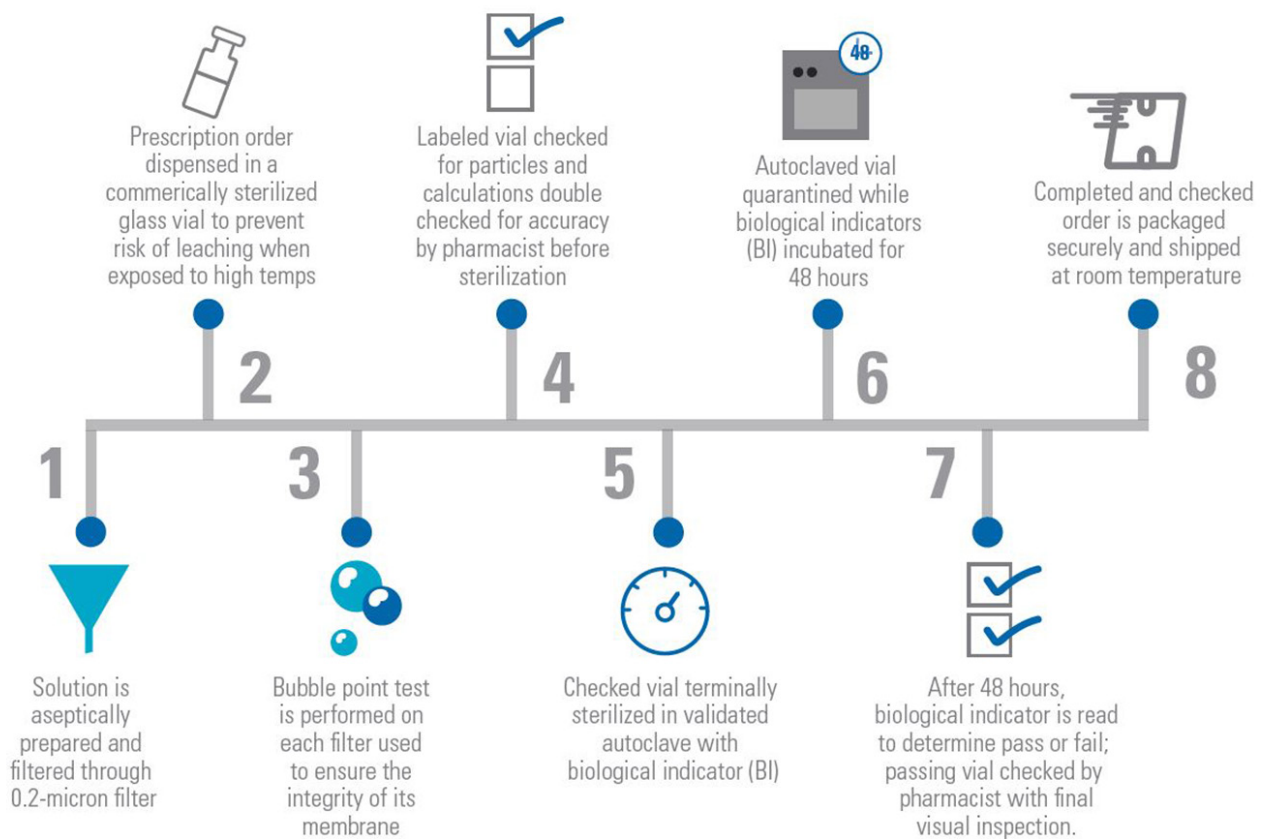 1
Solution is
aseptically
prepared and
filtered through
0.2-micron filter
2
Prescription order
dispensed in a
commerically sterilized
glass vial to prevent
risk of leaching when
exposed to high temps
3
Bubble point test
is performed on
each filter used
to ensure the
integrity of its
membrane
4
Labeled vial checked
for particles and
calculations double
checked for accuracy
by pharmacist before
sterilization
5
Checked vial terminally
sterilized in validated
autoclave with
biological indicator (BI)
6
48
Autoclaved vial
quarantined while
biological indicators
(BI) incubated for
48 hours
7
After 48 hours,
biological indicator is read
to determine pass or fail;
passing vial checked by
pharmacist with final
visual inspection.
8
Completed and checked
order is packaged
securely and shipped
at room temperature